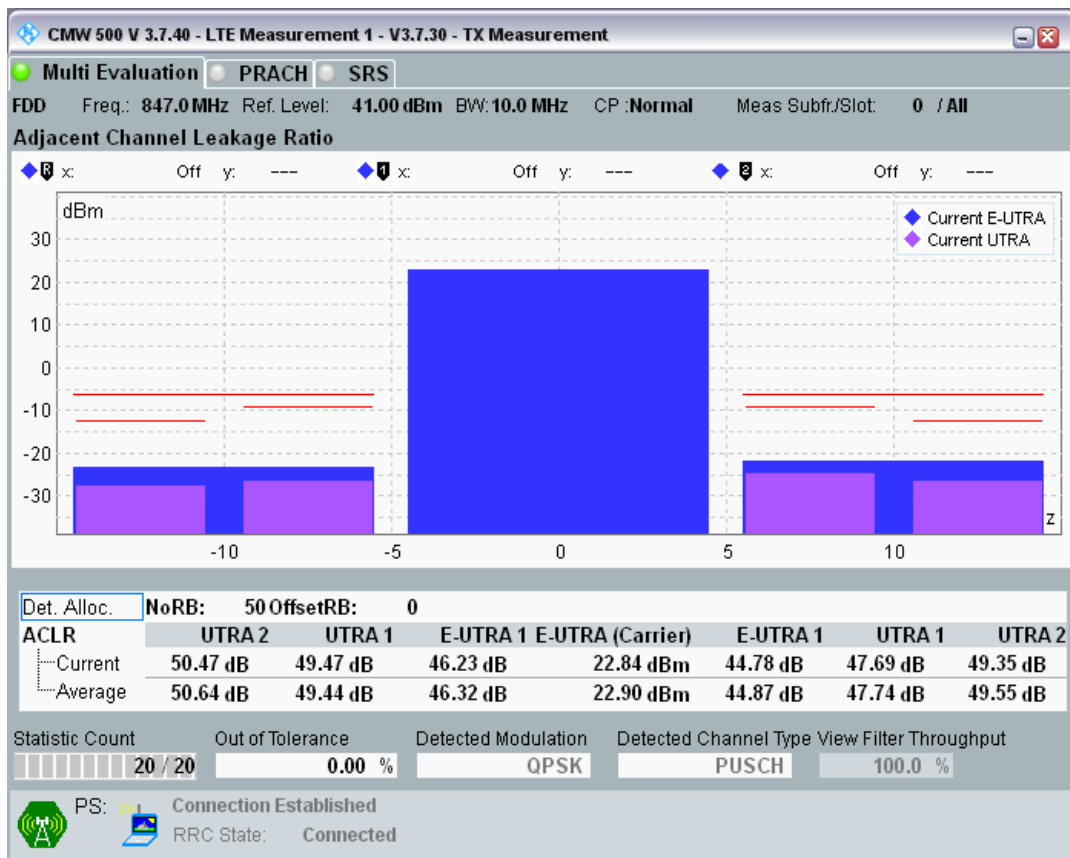 CMW 500 V 3.7.40 - LTE Measurement 1 - V3.7.30 - TX Measurement
Multi Evaluation PRACH SRS
FDD Freq.: 847.0 MHz Ref. Level: 41.00 dBm BW: 10.0 MHz CP :Normal Meas Subfr./Slot: 0 / All
Adjacent Channel Leakage Ratio
R x: Off y: --- 1 x: Off y: --- 2 x: Off y: ---
dBm
Current E-UTRA
Current UTRA
30
20
10
0
-10
-20
-30
z
-10 -5 0 5 10
Det. Alloc. NoRB: 50 OffsetRB: 0
ACLR UTRA 2 UTRA 1 E-UTRA 1 E-UTRA (Carrier) E-UTRA 1 UTRA 1 UTRA 2
Current 50.47 dB 49.47 dB 46.23 dB 22.84 dBm 44.78 dB 47.69 dB 49.35 dB
Average 50.64 dB 49.44 dB 46.32 dB 22.90 dBm 44.87 dB 47.74 dB 49.55 dB
Statistic Count Out of Tolerance Detected Modulation Detected Channel Type View Filter Throughput
20 / 20 0.00 % QPSK PUSCH 100.0 %
PS: Connection Established
RRC State: Connected